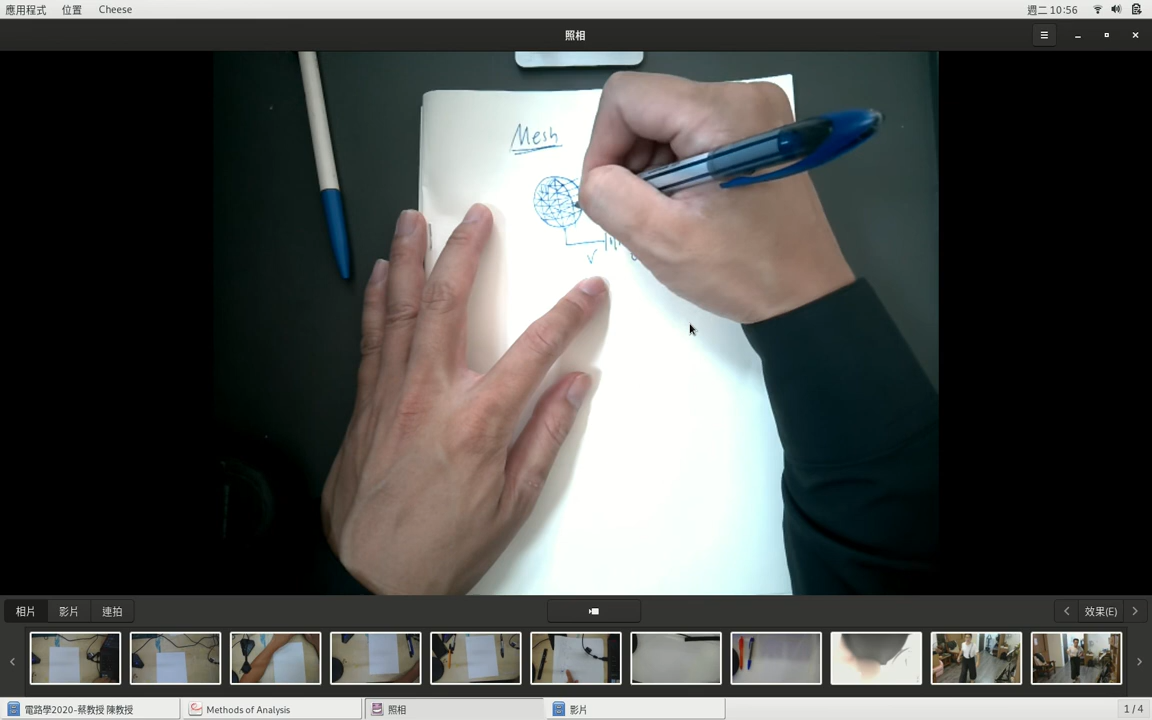 應用程式 位置 Cheese 週二 10:56
照相
Mesh
V
相片 影片 連拍 效果(E)
電路學2020-蔡教授 陳教授 Methods of Analysis 照相 影片 1 / 4